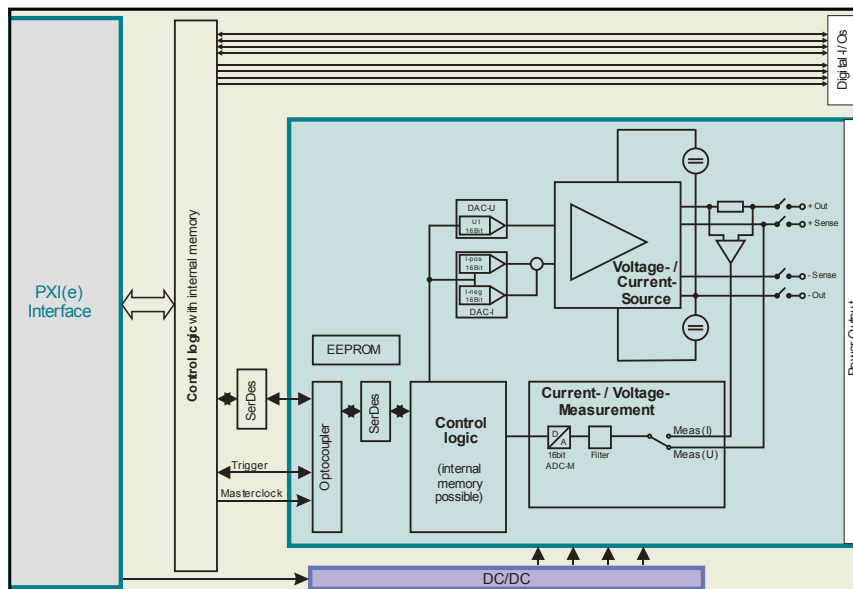 PXI(e)
Interface
Control logic with internal memory
Digital-I/Os
DAC-U
U t
16Bit
I-pos
16Bit
I-neg
16Bit
DAC-I
Voltage- /
Current-
Source
+ Out
+ Sense
- Sense
- Out
Power Output
EEPROM
SerDes
Optocoupler
SerDes
Control
logic
(internal
memory
possible)
Current- / Voltage-
Measurement
D
A
16bit
ADC-M
Filter
Meas(I)
Meas(U)
Trigger
Masterclock
DC/DC